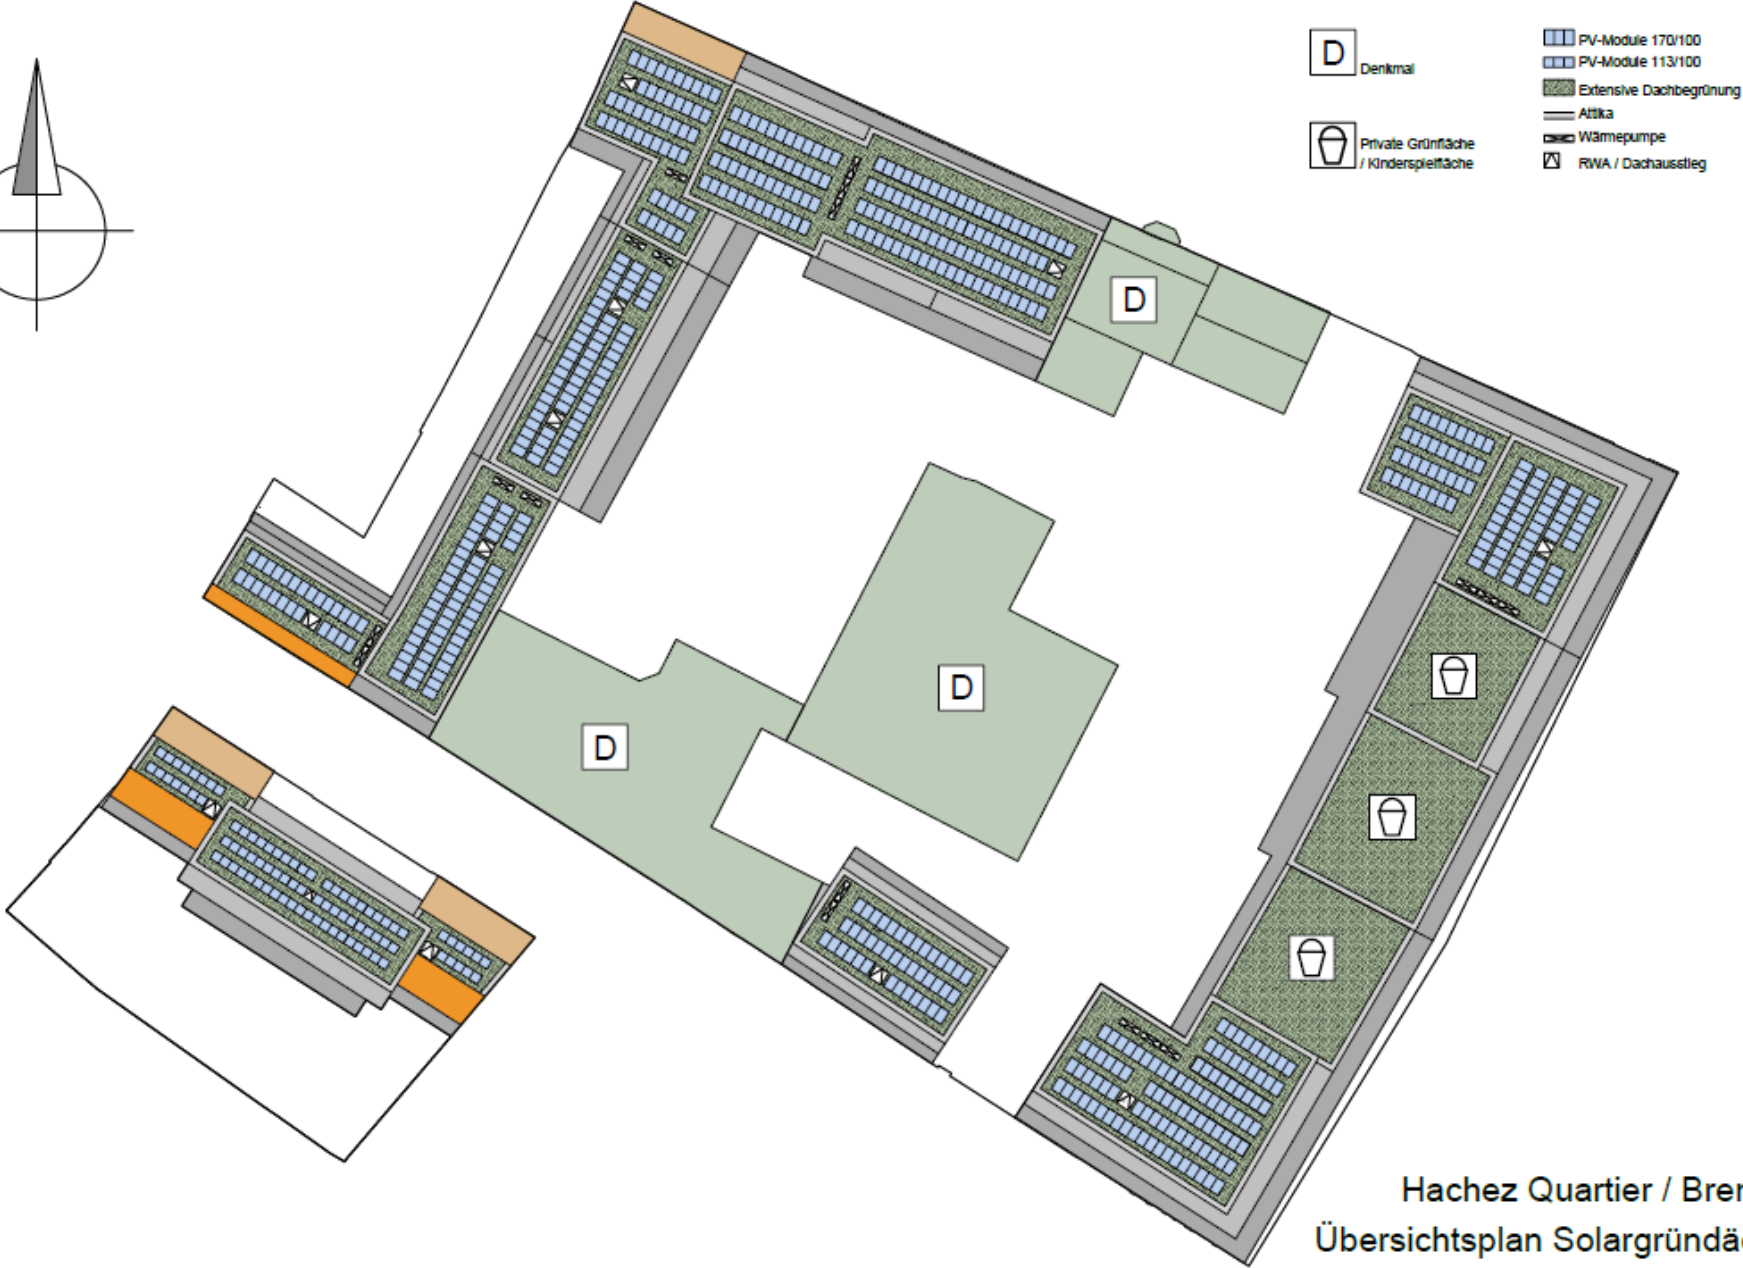 D Denkmal
Private Grünfläche
/ Kinderspielfläche
PV-Module 170/100
PV-Module 113/100
Extensive Dachbegrünung
Attika
Wärmepumpe
RWA / Dachausstieg
D
D
D
Hachez Quartier / Brer
Übersichtsplan Solargründä